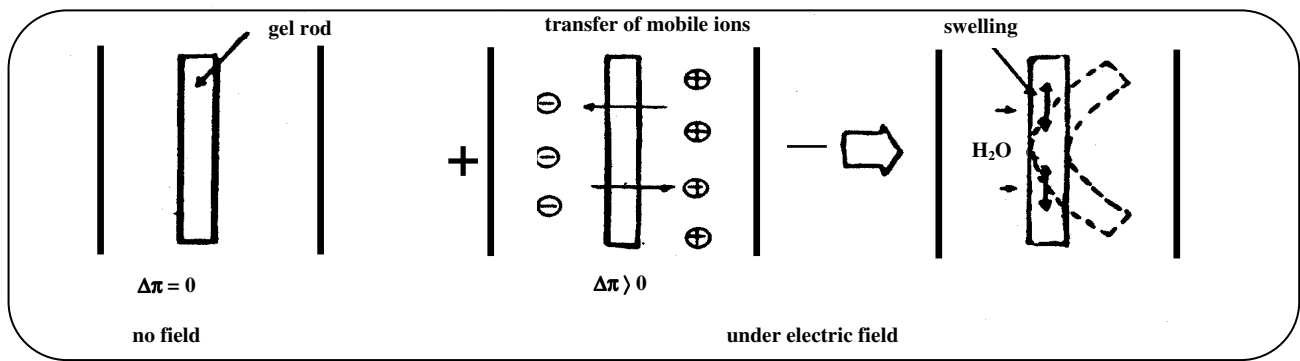 gel rod
transfer of mobile ions
swelling
+
−
−
+
−
+
−
+
—
+
H₂O
Δπ = 0
Δπ ⟩ 0
no field
under electric field